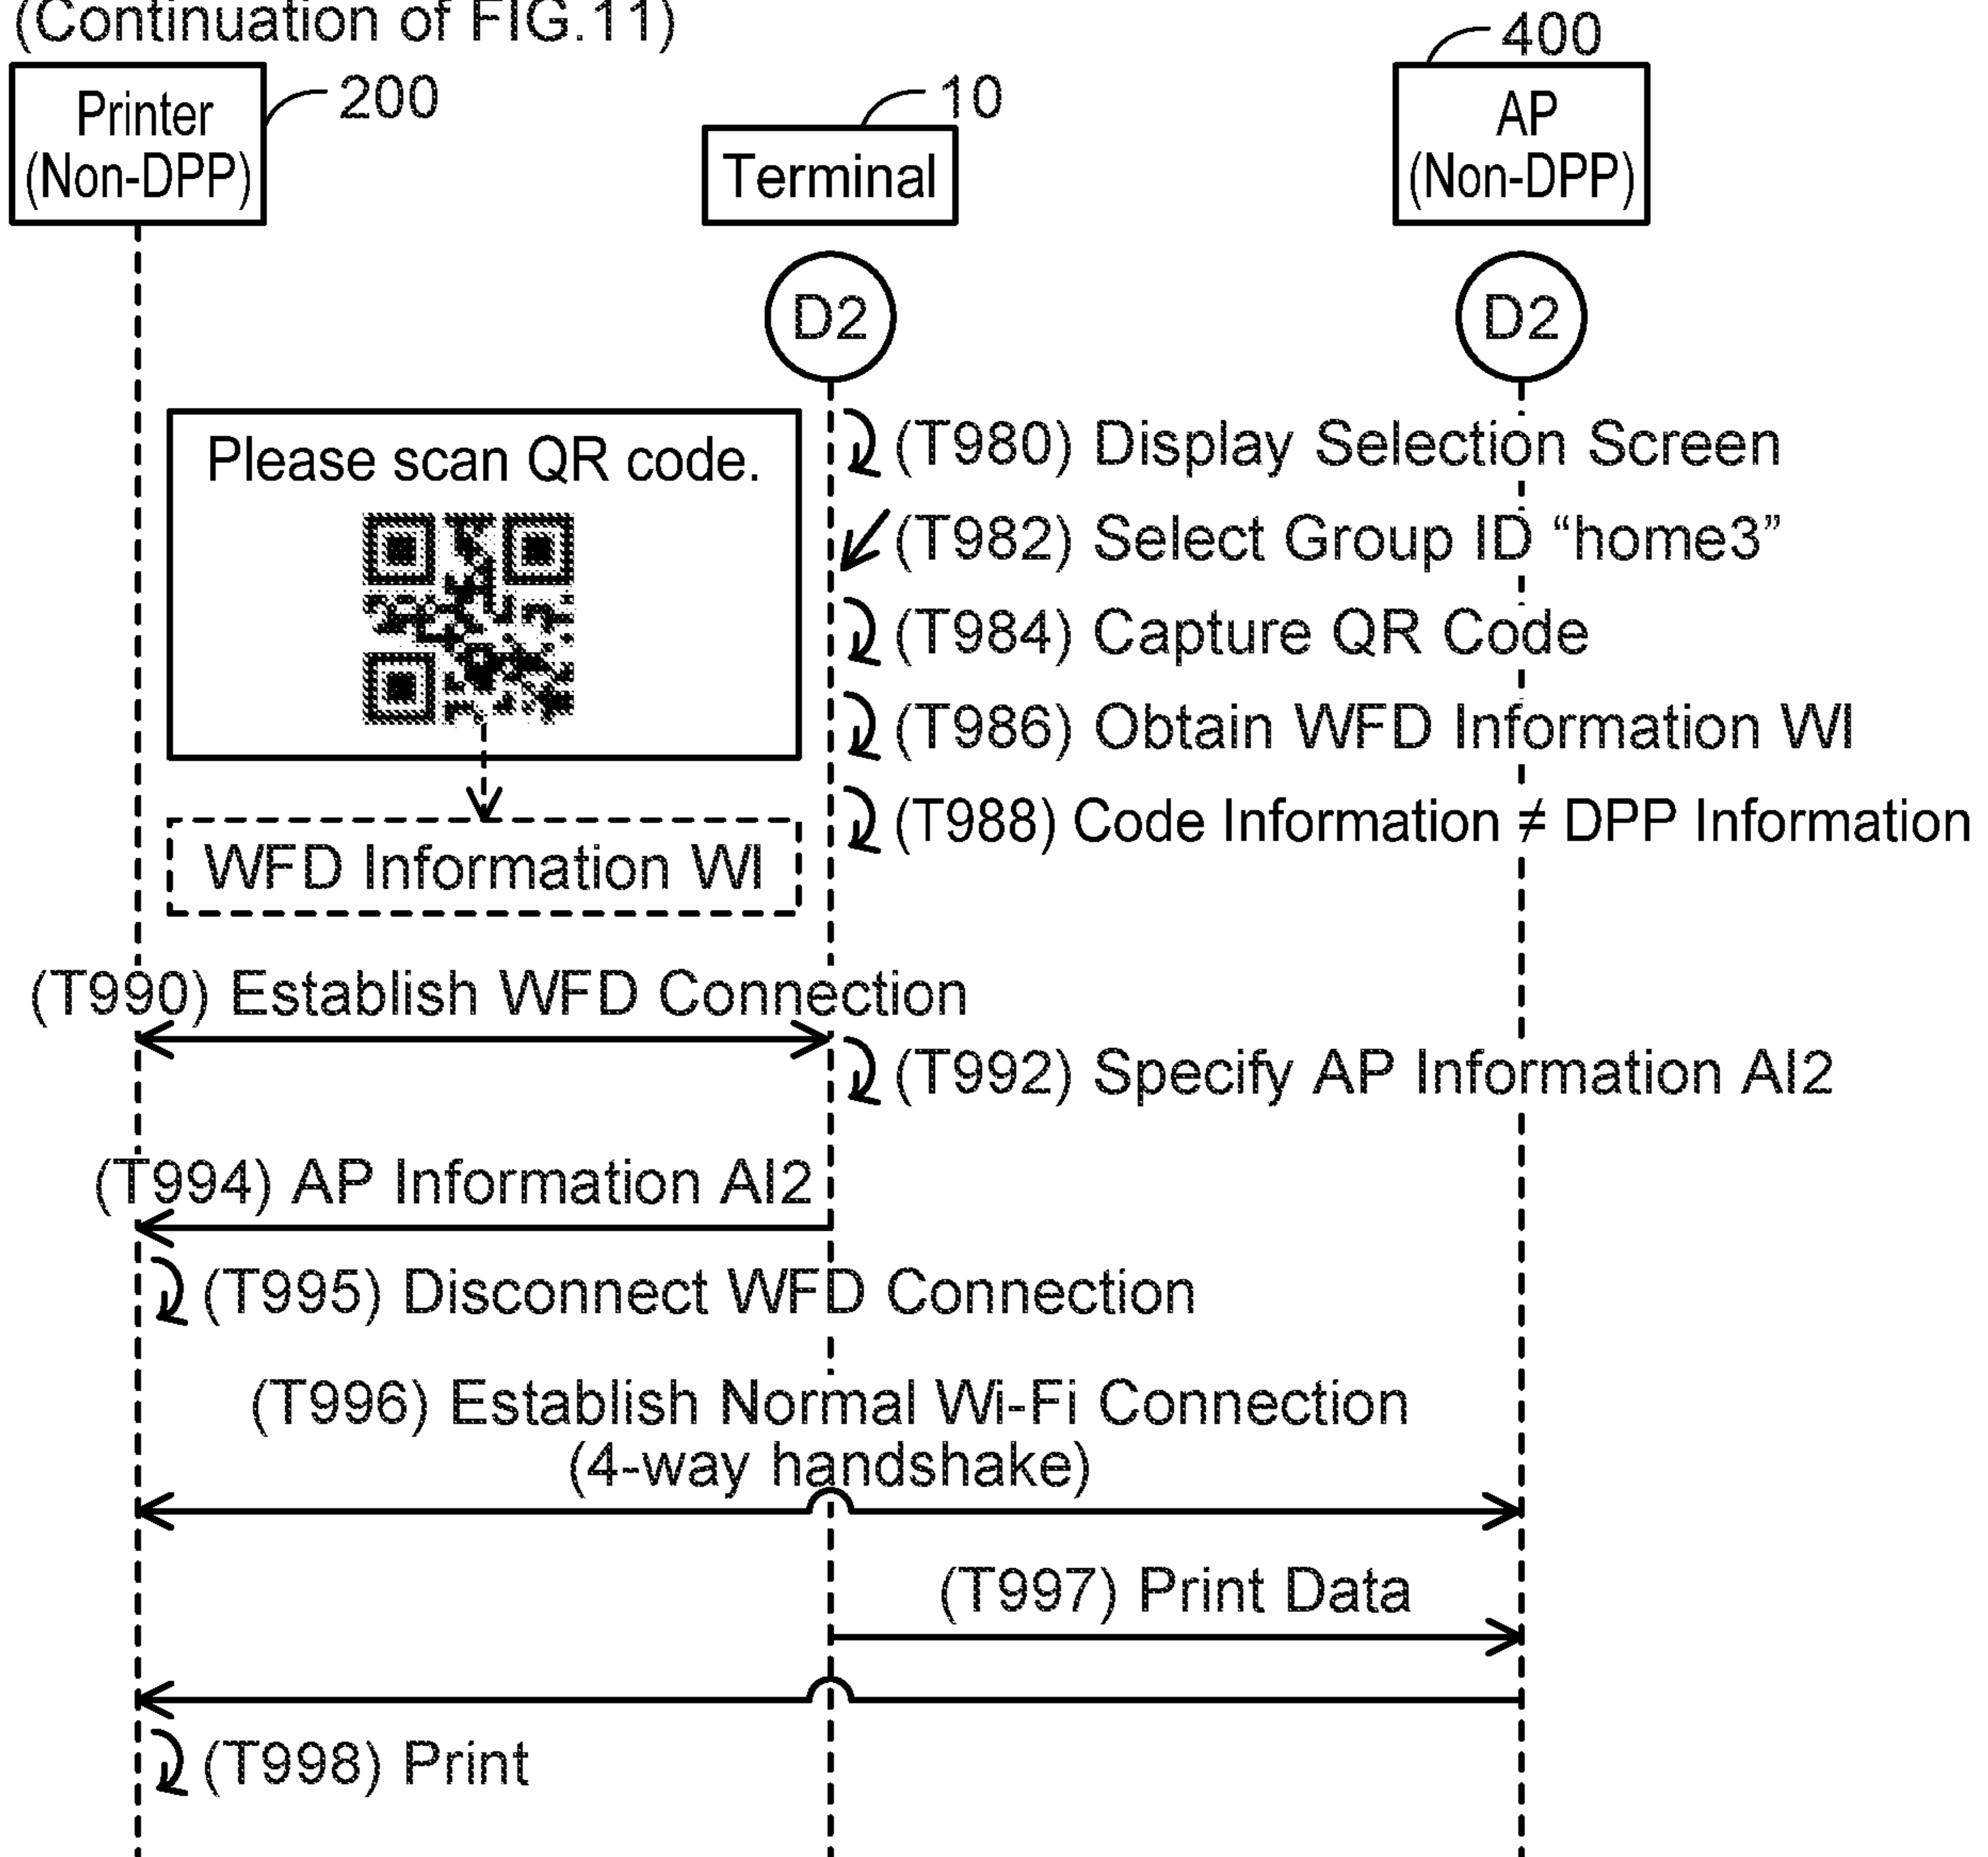 (Continuation of FIG.11)
Printer
(Non-DPP)
200
Terminal
10
AP
(Non-DPP)
400
D2
D2
Please scan QR code.
WFD Information WI
(T980) Display Selection Screen
(T982) Select Group ID “home3”
(T984) Capture QR Code
(T986) Obtain WFD Information WI
(T988) Code Information ≠ DPP Information
(T990) Establish WFD Connection
(T992) Specify AP Information AI2
(T994) AP Information AI2
(T995) Disconnect WFD Connection
(T996) Establish Normal Wi-Fi Connection
(4-way handshake)
(T997) Print Data
(T998) Print